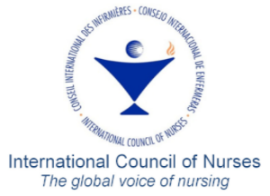 CONSEIL INTERNATIONAL DES INFIRMIÈRES • CONSEJO INTERNACIONAL DE ENFERMERAS • INTERNATIONAL COUNCIL OF NURSES •
International Council of Nurses
The global voice of nursing